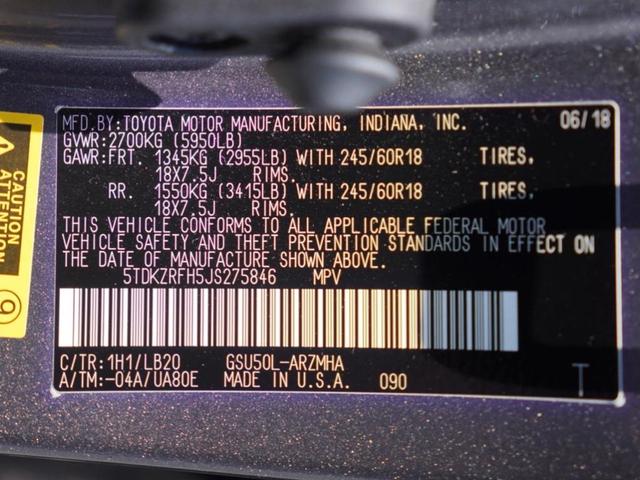 MFD.BY:TOYOTA MOTOR MANUFACTURING, INDIANA, INC. 06/18
GVWR:2700KG (5950LB)
GAWR:FRT. 1345KG (2955LB) WITH 245/60R18 TIRES,
18X7.5J RIMS.
RR. 1550KG (3415LB) WITH 245/60R18 TIRES,
18X7.5J RIMS.
THIS VEHICLE CONFORMS TO ALL APPLICABLE FEDERAL MOTOR
VEHICLE SAFETY AND THEFT PREVENTION STANDARDS IN EFFECT ON
THE DATE OF MANUFACTURE SHOWN ABOVE.
5TDKZRFH5JS275846 MPV
C/TR:1H1/LB20 GSU50L-ARZMHA
A/TM:-04A/UA80E MADE IN U.S.A. 090 T
CAUTION
9